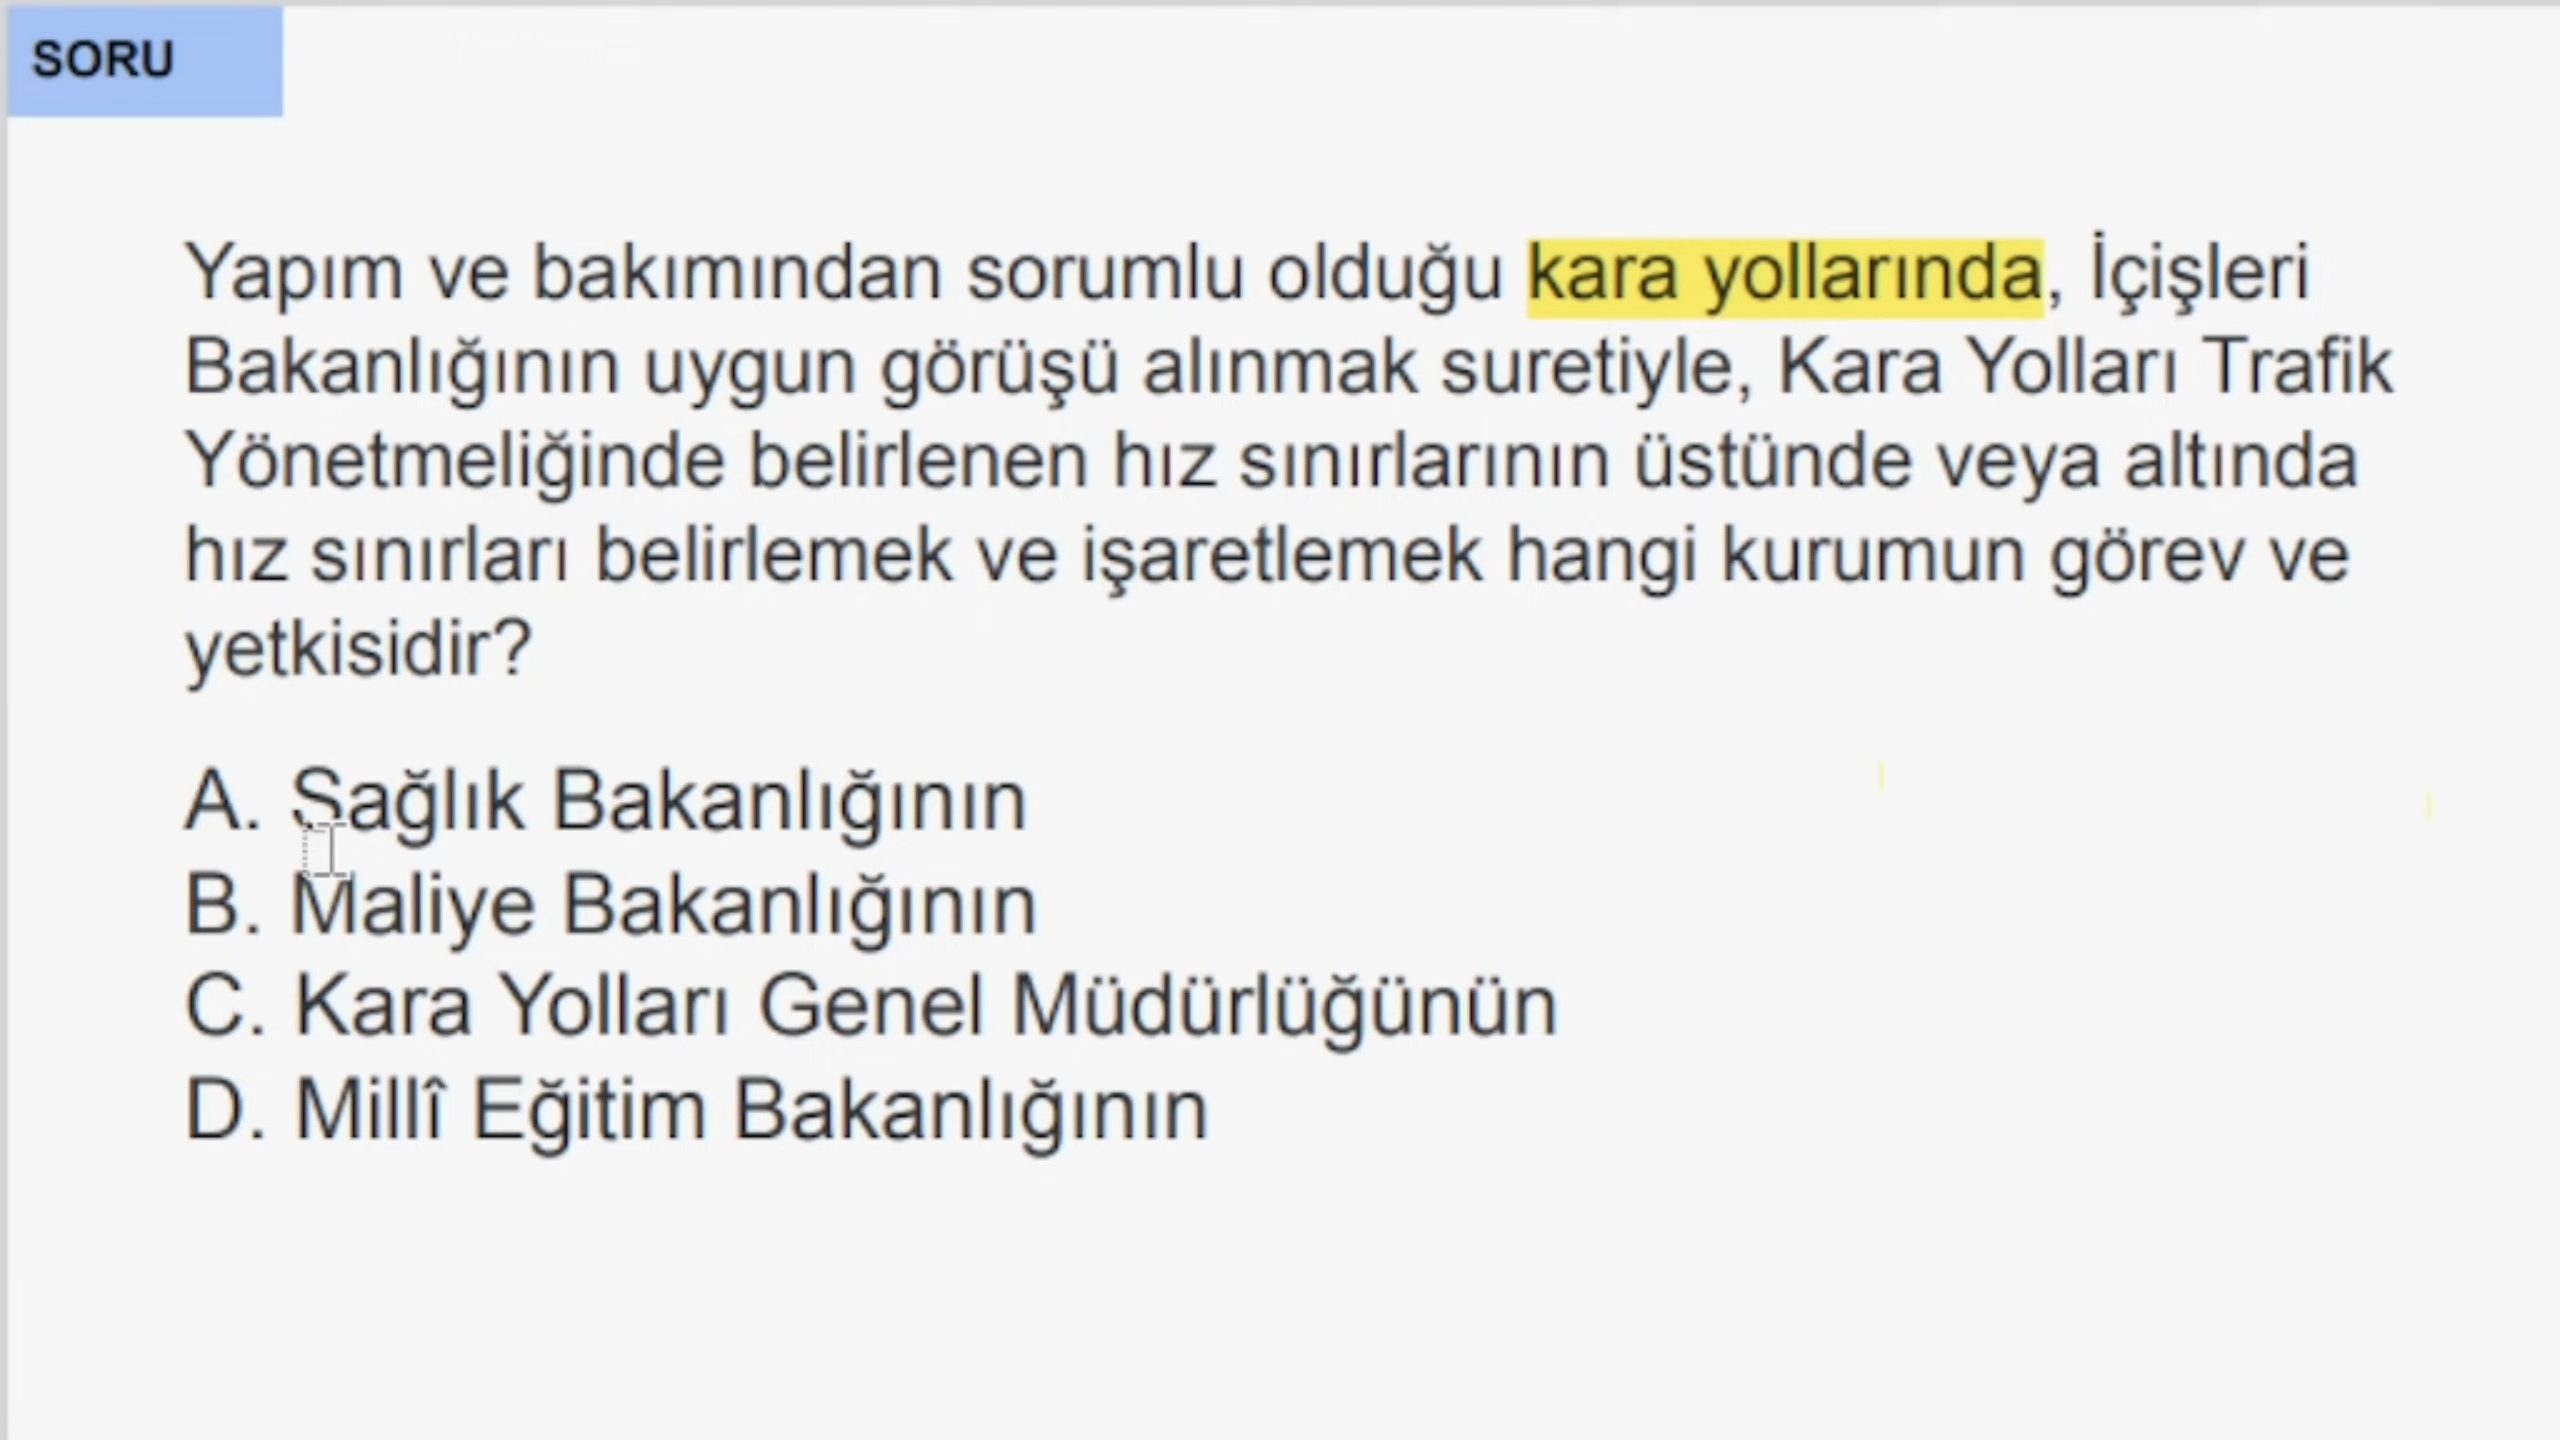 SORU
Yapım ve bakımından sorumlu olduğu kara yollarında, İçişleri
Bakanlığının uygun görüşü alınmak suretiyle, Kara Yolları Trafik
Yönetmeliğinde belirlenen hız sınırlarının üstünde veya altında
hız sınırları belirlemek ve işaretlemek hangi kurumun görev ve
yetkisidir?
A. Sağlık Bakanlığının
B. Maliye Bakanlığının
C. Kara Yolları Genel Müdürlüğünün
D. Millî Eğitim Bakanlığının